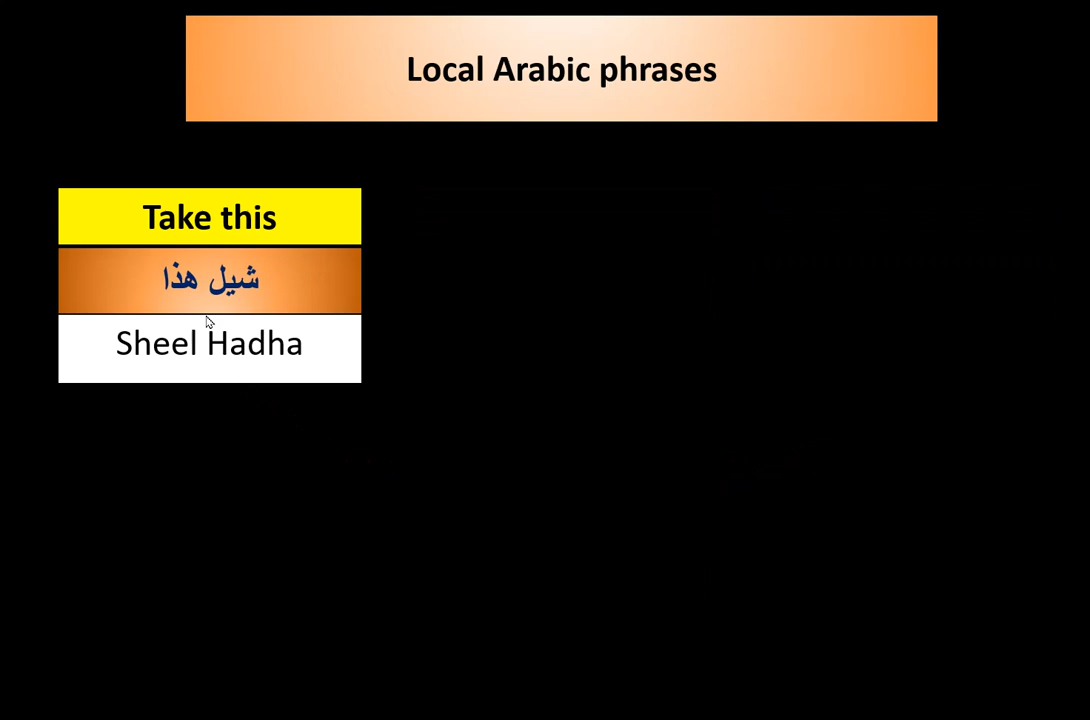 Local Arabic phrases
Take this
شيل هذا
Sheel Hadha